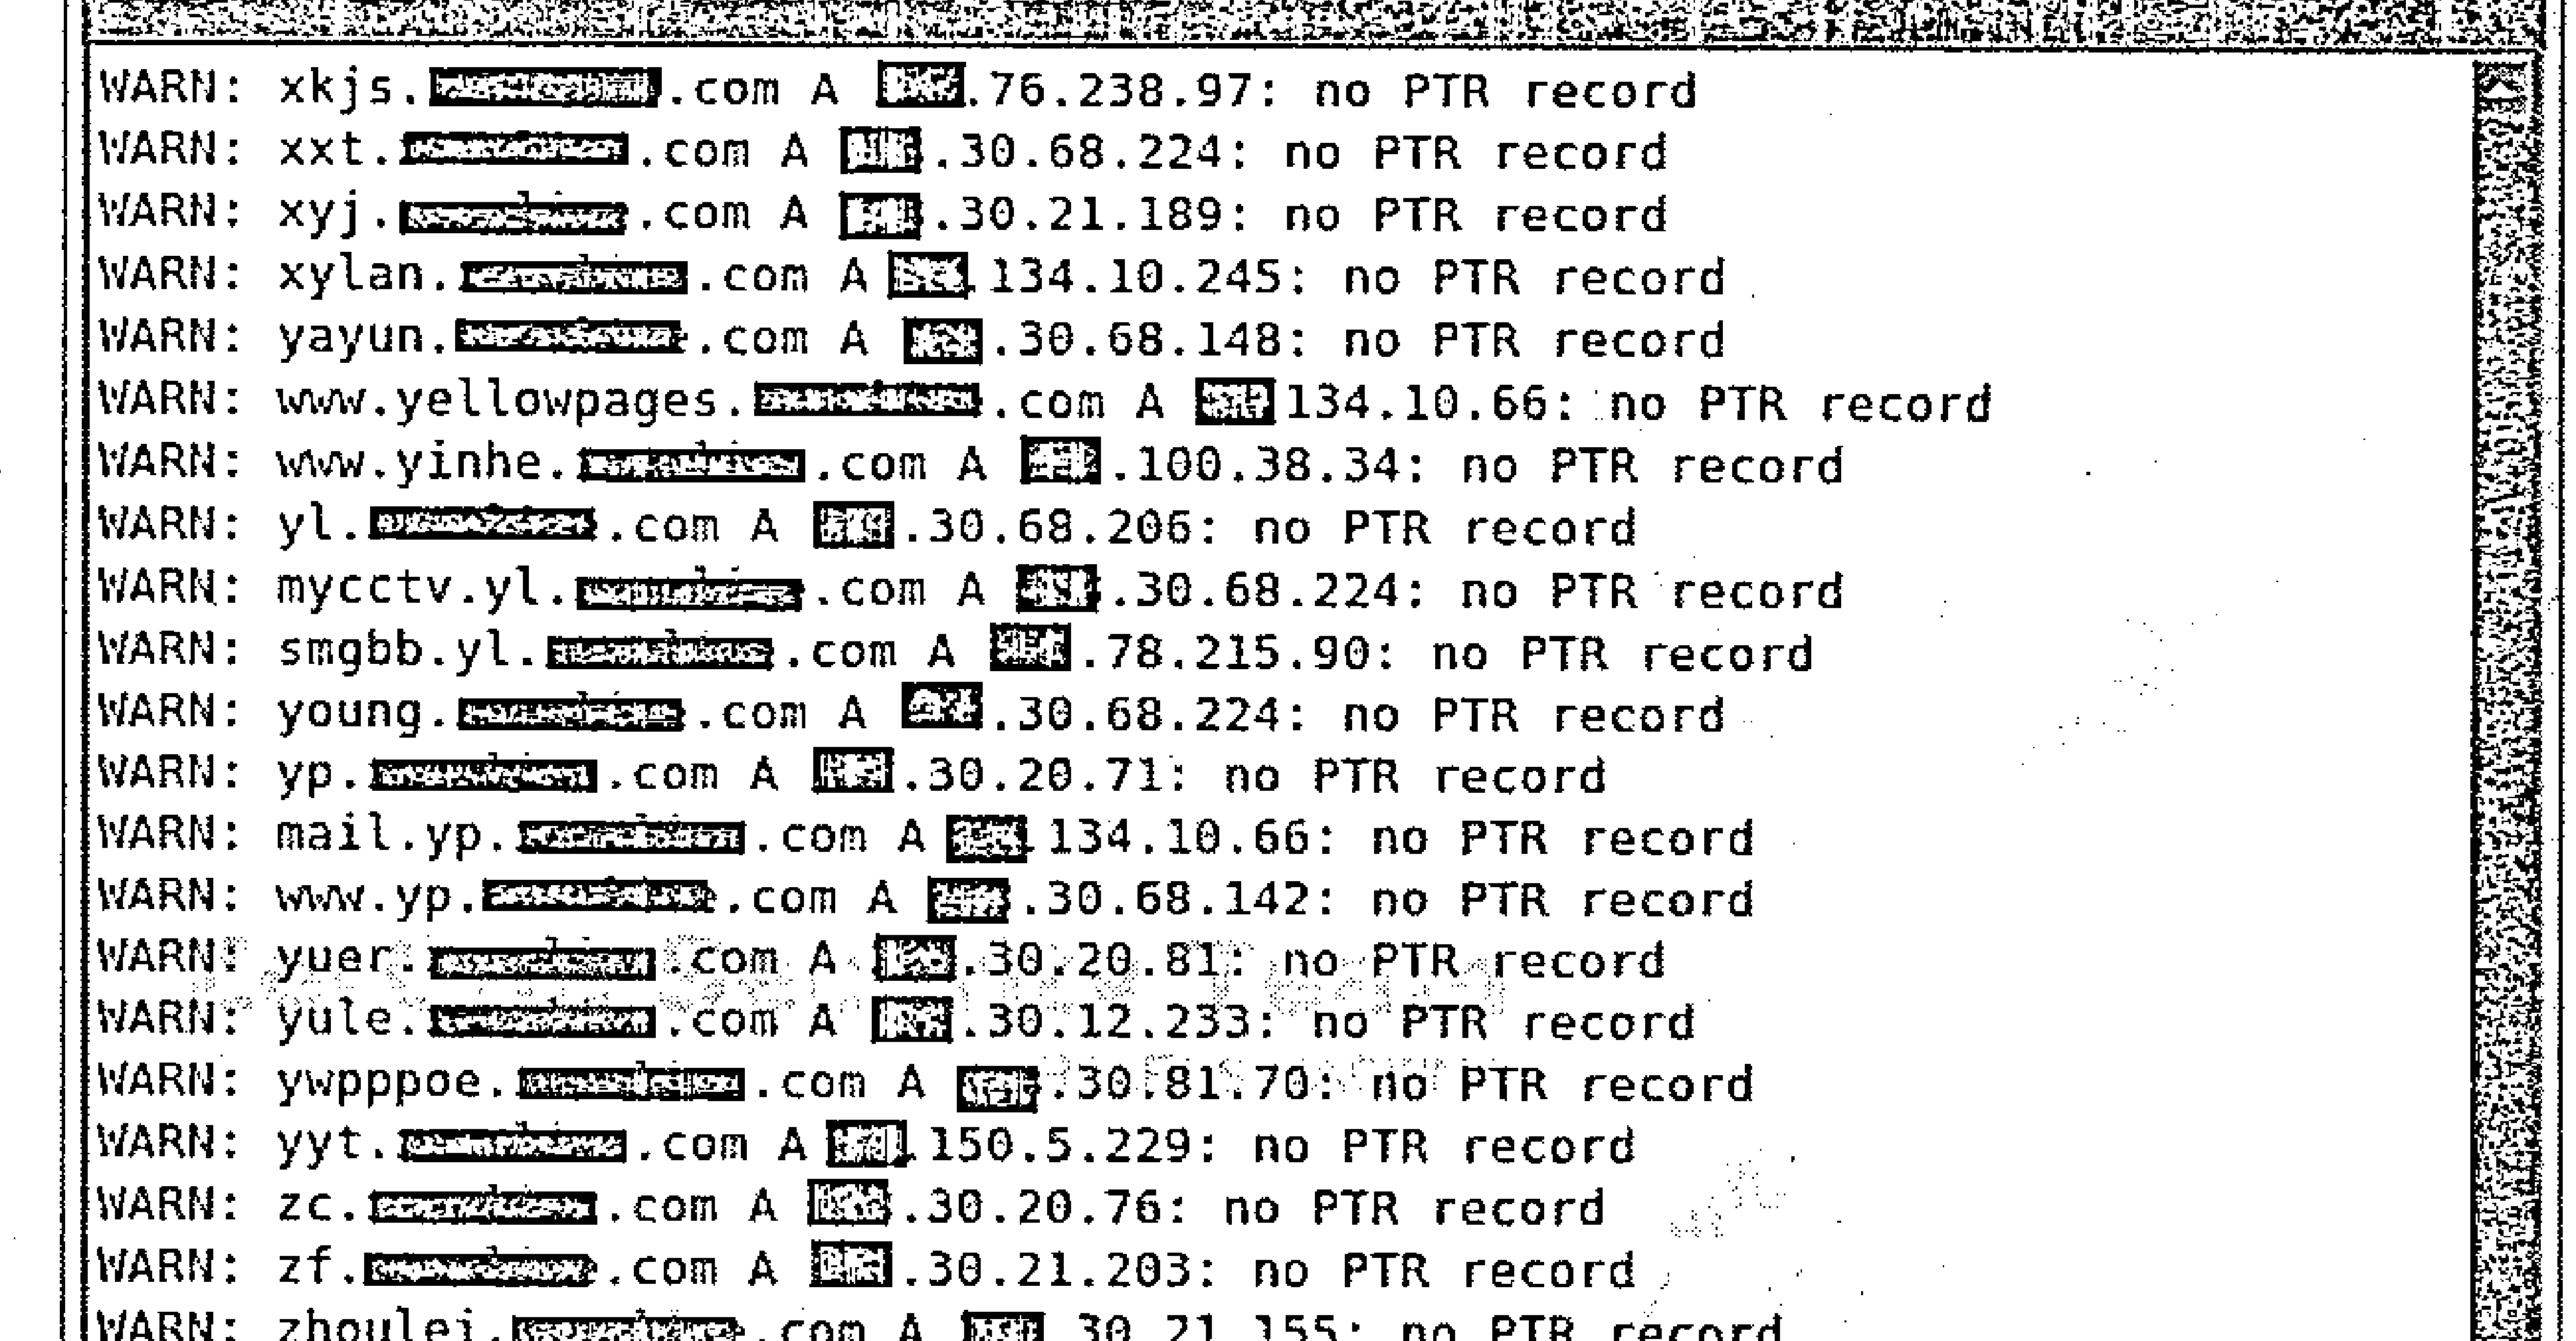 WARN: xkjs. .com A .76.238.97: no PTR record
WARN: xxt. .com A .30.68.224: no PTR record
WARN: xyj. .com A .30.21.189: no PTR record
WARN: xylan. .com A 134.10.245: no PTR record
WARN: yayun. .com A .30.68.148: no PTR record
WARN: www.yellowpages. .com A 134.10.66: no PTR record
WARN: www.yinhe. .com A .100.38.34: no PTR record
WARN: yl. .com A .30.68.206: no PTR record
WARN: mycctv.yl. .com A .30.68.224: no PTR record
WARN: smgbb.yl. .com A .78.215.90: no PTR record
WARN: young. .com A .30.68.224: no PTR record
WARN: yp. .com A .30.20.71: no PTR record
WARN: mail.yp. .com A 134.10.66: no PTR record
WARN: www.yp. .com A .30.68.142: no PTR record
WARN: yuer. .com A .30.20.81: no PTR record
WARN: yule. .com A .30.12.233: no PTR record
WARN: ywpppoe. .com A .30.81.70: no PTR record
WARN: yyt. .com A 150.5.229: no PTR record
WARN: zc. .com A .30.20.76: no PTR record
WARN: zf. .com A .30.21.203: no PTR record
WARN: zhoulei. .com A .30.21.155: no PTR record